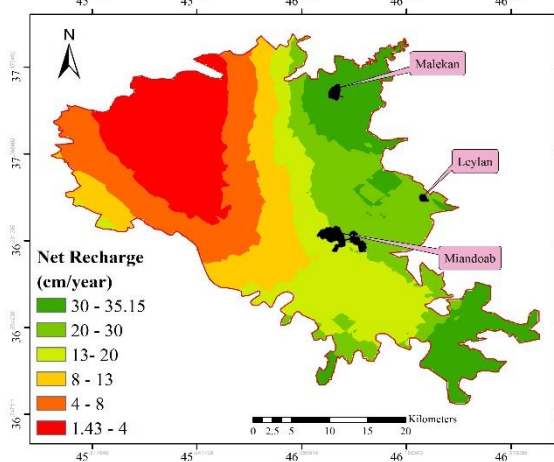 45
45
46
46
N
37
37
36
36
36
Malekan
Leylan
Miandoab
Net Recharge
(cm/year)
30 - 35.15
20 - 30
13- 20
8 - 13
4 - 8
1.43 - 4
Kilometers
0 2.5 5 10 15 20
45
45
46
46